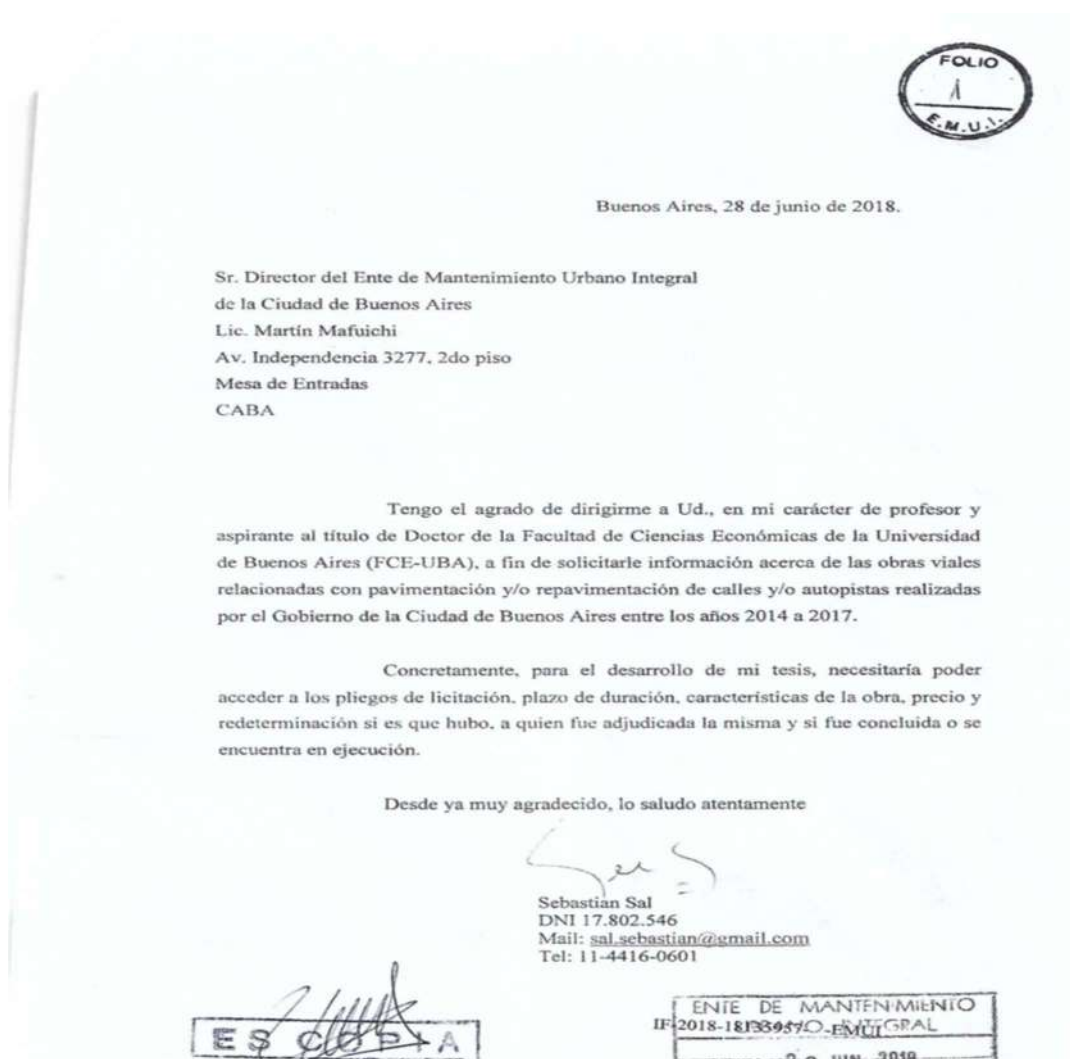 FOLIO
1
E.M.U.I.
Buenos Aires, 28 de junio de 2018.
Sr. Director del Ente de Mantenimiento Urbano Integral
de la Ciudad de Buenos Aires
Lic. Martín Mafuichi
Av. Independencia 3277, 2do piso
Mesa de Entradas
CABA
Tengo el agrado de dirigirme a Ud., en mi carácter de profesor y
aspirante al título de Doctor de la Facultad de Ciencias Económicas de la Universidad
de Buenos Aires (FCE-UBA), a fin de solicitarle información acerca de las obras viales
relacionadas con pavimentación y/o repavimentación de calles y/o autopistas realizadas
por el Gobierno de la Ciudad de Buenos Aires entre los años 2014 a 2017.
Concretamente, para el desarrollo de mi tesis, necesitaría poder
acceder a los pliegos de licitación, plazo de duración, características de la obra, precio y
redeterminación si es que hubo, a quien fue adjudicada la misma y si fue concluida o se
encuentra en ejecución.
Desde ya muy agradecido, lo saludo atentamente
Sebastian Sal
DNI 17.802.546
Mail: sal.sebastian@gmail.com
Tel: 11-4416-0601
ES COPIA
ENTE DE MANTENIMIENTO
JUN 2018